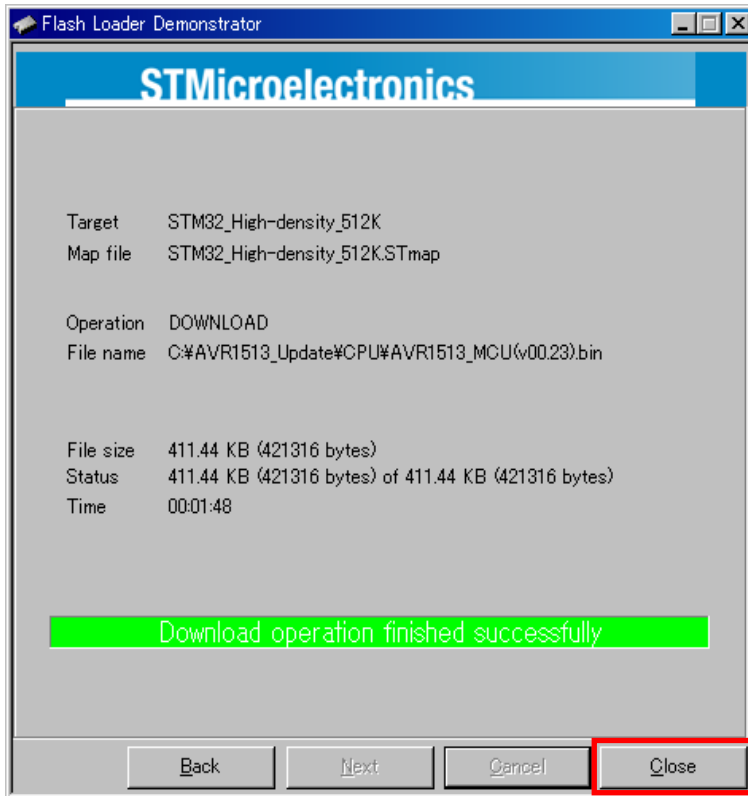 Flash Loader Demonstrator
STMicroelectronics
Target STM32_High-density_512K
Map file STM32_High-density_512K.STmap
Operation DOWNLOAD
File name C:¥AVR1513_Update¥CPU¥AVR1513_MCU(v00.23).bin
File size 411.44 KB (421316 bytes)
Status 411.44 KB (421316 bytes) of 411.44 KB (421316 bytes)
Time 00:01:48
Download operation finished successfully
Back Next Cancel Close